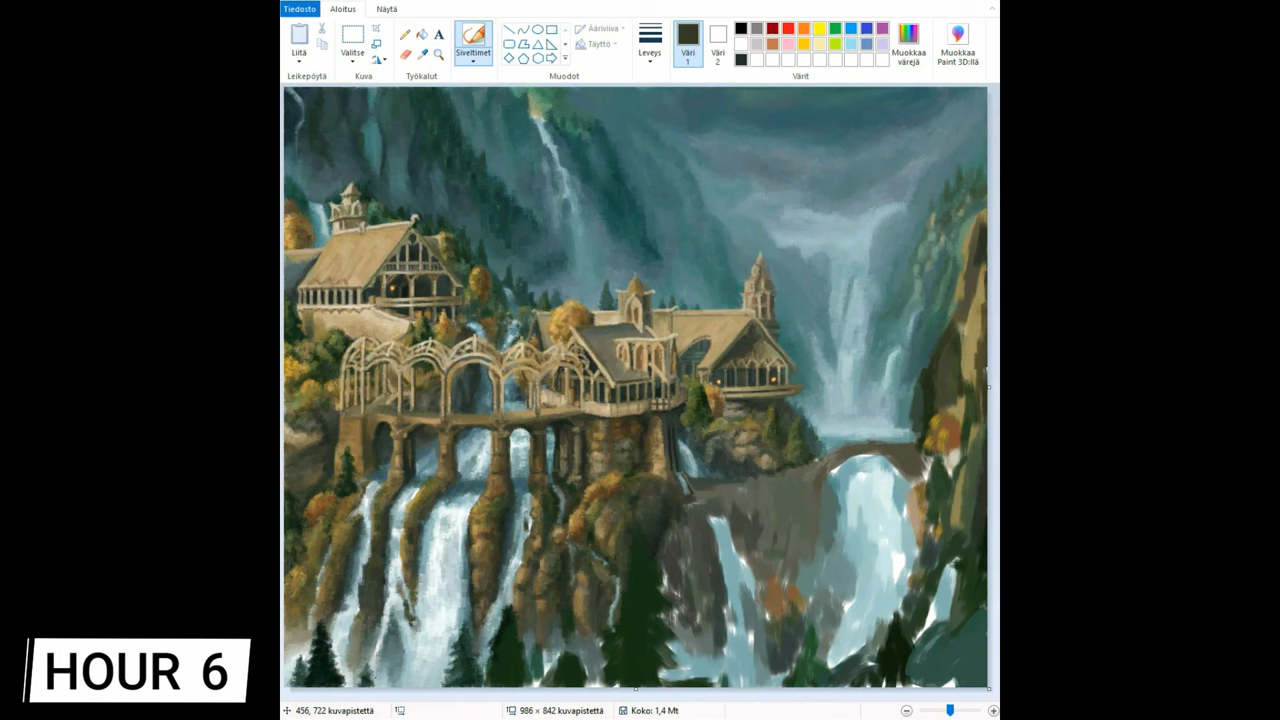 Tiedosto Aloitus Näytä
Liitä
Valitse
A
Siveltimet
Ääriviiva
Täyttö
Leveys
Väri
1
Väri
2
Muokkaa
värejä
Muokkaa
Paint 3D:llä
Leikepöytä Kuva Työkalut Muodot Värit
HOUR 6
456, 722 kuvapistettä 986 × 842 kuvapistettä Koko: 1,4 Mt